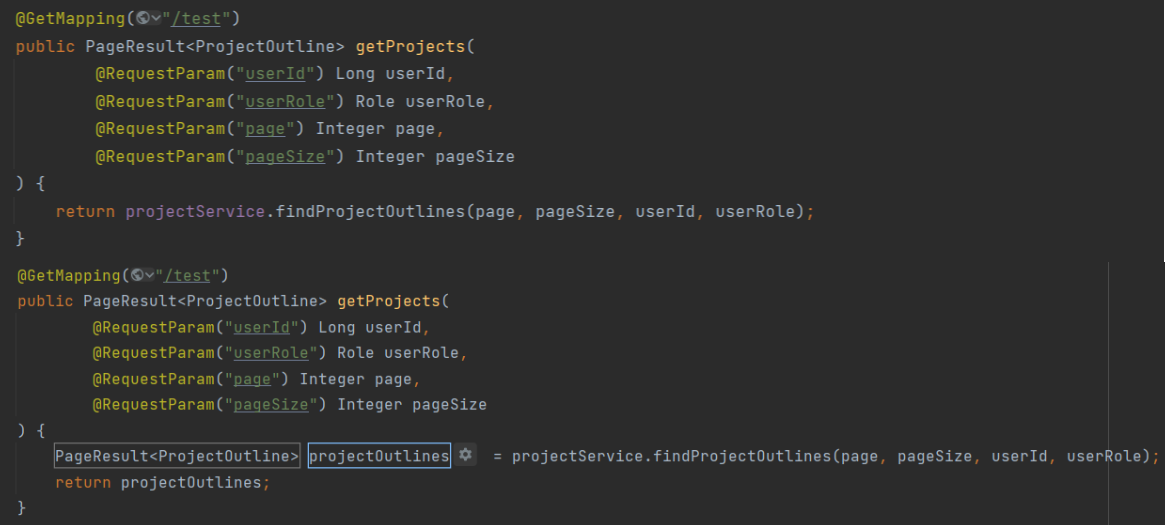 @GetMapping("/test")
public PageResult<ProjectOutline> getProjects(
@RequestParam("userId") Long userId,
@RequestParam("userRole") Role userRole,
@RequestParam("page") Integer page,
@RequestParam("pageSize") Integer pageSize
) {
return projectService.findProjectOutlines(page, pageSize, userId, userRole);
}
@GetMapping("/test")
public PageResult<ProjectOutline> getProjects(
@RequestParam("userId") Long userId,
@RequestParam("userRole") Role userRole,
@RequestParam("page") Integer page,
@RequestParam("pageSize") Integer pageSize
) {
PageResult<ProjectOutline> projectOutlines = projectService.findProjectOutlines(page, pageSize, userId, userRole);
return projectOutlines;
}